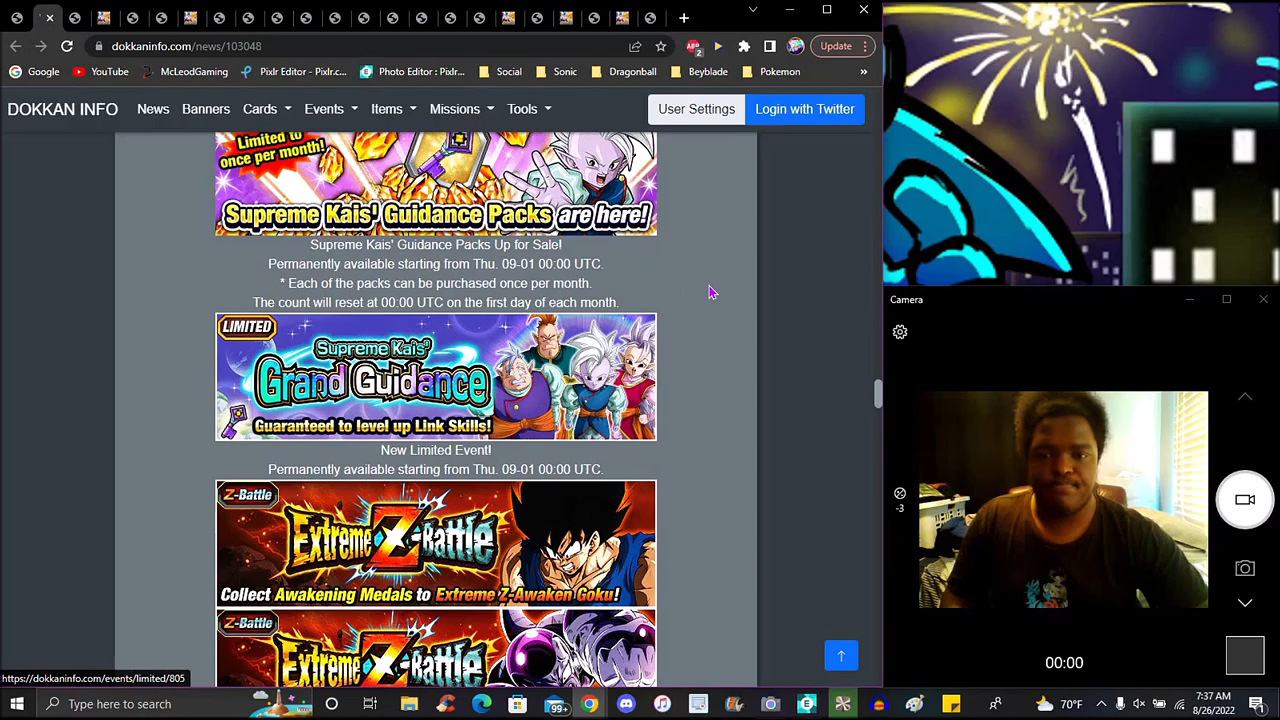 Update
dokkaninfo.com/news/103048
2
Google
YouTube
McLeodGaming
Pixlr Editor - Pixlr.c...
Photo Editor : Pixlr...
Social
Sonic
Dragonball
Beyblade
Pokemon
»
DOKKAN INFO
News
Banners
Cards
Events
Items
Missions
Tools
User Settings
Login with Twitter
Limited to
once per month!
Supreme Kais' Guidance Packs are here!
Supreme Kais' Guidance Packs Up for Sale!
Permanently available starting from Thu. 09-01 00:00 UTC.
* Each of the packs can be purchased once per month.
The count will reset at 00:00 UTC on the first day of each month.
LIMITED
Supreme Kais'
Grand Guidance
Guaranteed to level up Link Skills!
New Limited Event!
Permanently available starting from Thu. 09-01 00:00 UTC.
Z-Battle
Extreme Z-Battle
Collect Awakening Medals to Extreme Z-Awaken Goku!
Z-Battle
Extreme Z-Battle
https://dokkaninfo.com/events/limited/805
Camera
-3
00:00
Type here to search
99+
70°F
7:37 AM
8/26/2022
1